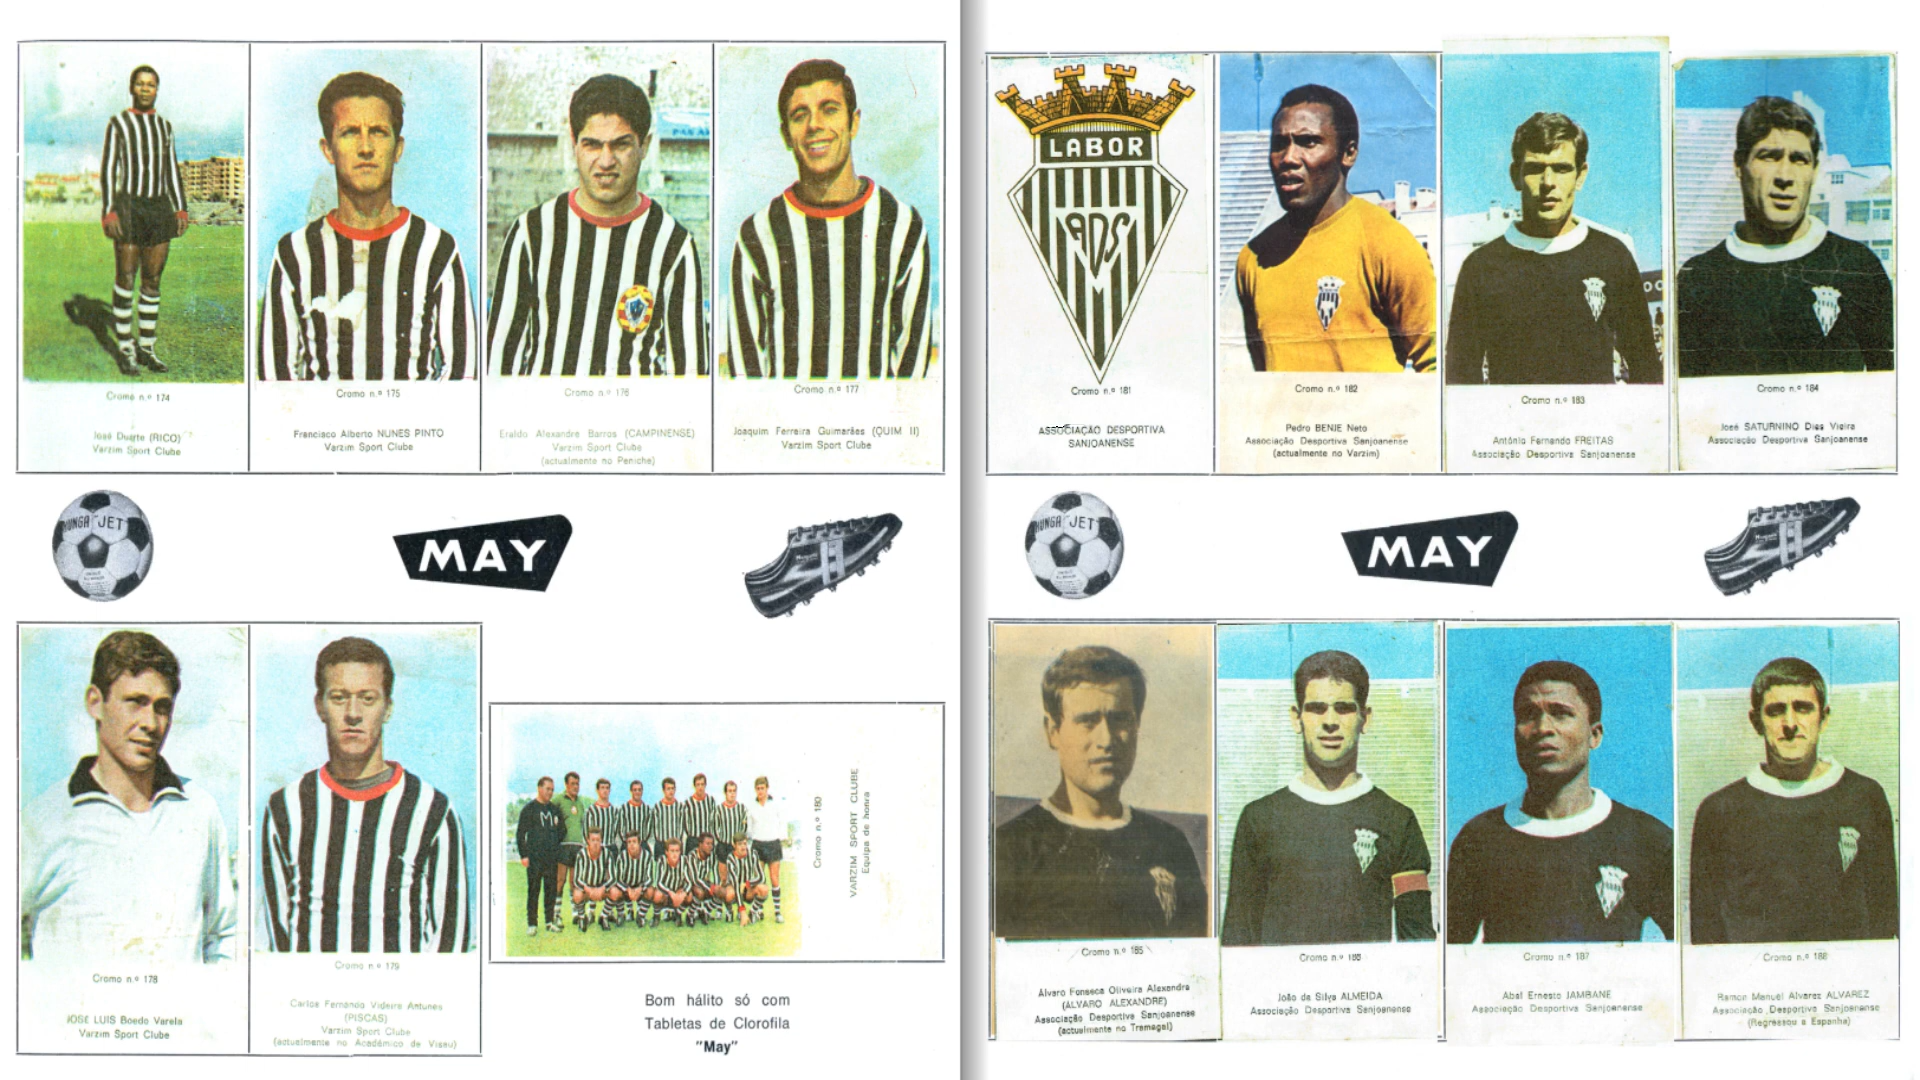 Cromo n.º 174
José Duarte (RICO)
Varzim Sport Clube
Cromo n.º 175
Francisco Alberto NUNES PINTO
Varzim Sport Clube
Cromo n.º 176
Eraldo Alexandre Barros (CAMPINENSE)
Varzim Sport Clube
(actualmente no Peniche)
Cromo n.º 177
Joaquim Ferreira Guimarães (QUIM II)
Varzim Sport Clube
JET
MAY
Cromo n.º 178
JOSÉ LUIS Boedo Varela
Varzim Sport Clube
Cromo n.º 179
Carlos Fernando Videira Antunes
(PISCAS)
Varzim Sport Clube
(actualmente no Académico de Viseu)
Cromo n.º 180
VARZIM SPORT CLUBE
Equipa de honra
Bom hálito só com
Tabletas de Clorofila
"May"
LABOR
ADS
Cromo n.º 181
ASSOCIAÇÃO DESPORTIVA
SANJOANENSE
Cromo n.º 182
Pedro BENJE Neto
Associação Desportiva Sanjoanense
(actualmente no Varzim)
Cromo n.º 183
António Fernando FREITAS
Associação Desportiva Sanjoanense
Cromo n.º 184
José SATURNINO Dias Vieira
Associação Desportiva Sanjoanense
JET
MAY
Cromo n.º 185
Alvaro Fonseca Oliveira Alexandre
(ALVARO ALEXANDRE)
Associação Desportiva Sanjoanense
(actualmente no Tramagal)
Cromo n.º 186
João da Silva ALMEIDA
Associação Desportiva Sanjoanense
Cromo n.º 187
Abel Ernesto JAMBANE
Associação Desportiva Sanjoanense
Cromo n.º 188
Ramon Manuel Alvarez ALVAREZ
Associação Desportiva Sanjoanense
(Regressou a Espanha)